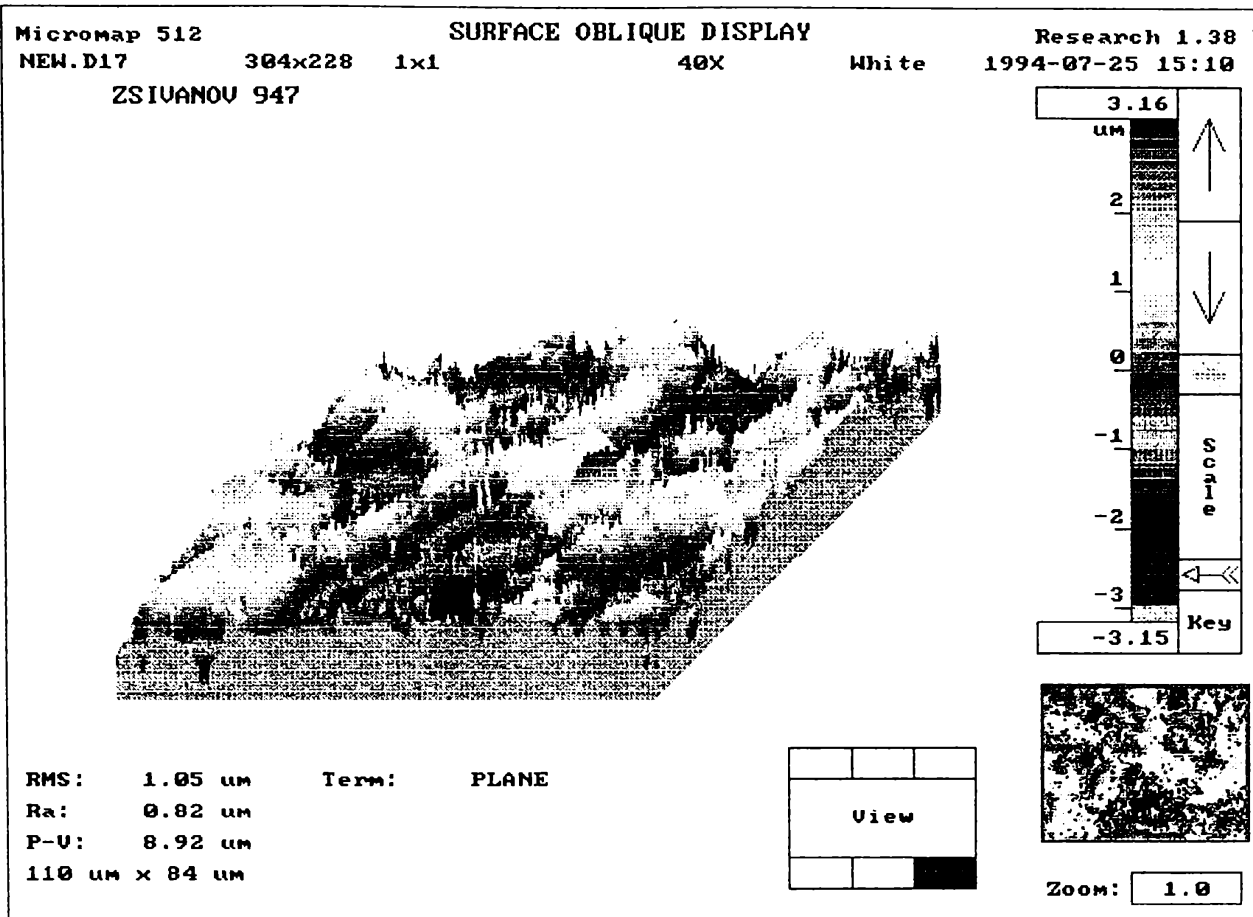 Micromap 512 SURFACE OBLIQUE DISPLAY Research 1.38
NEW.D17 304x228 1x1 40X White 1994-07-25 15:10
ZSIVANOV 947
3.16
um
2
1
0
-1
-2
-3
-3.15
Scale
Key
RMS: 1.05 um Term: PLANE
Ra: 0.82 um
P-V: 8.92 um
110 um x 84 um
View
Zoom: 1.0